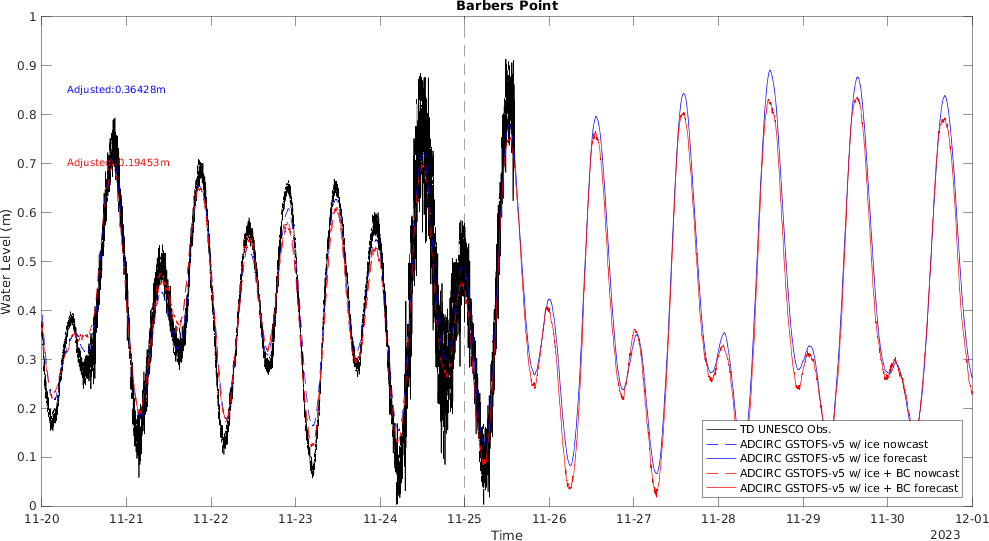 Barbers Point
Water Level (m)
1
0.9
0.8
0.7
0.6
0.5
0.4
0.3
0.2
0.1
0
Adjusted:0.36428m
Adjusted:0.19453m
TD UNESCO Obs.
ADCIRC GSTOFS-v5 w/ ice nowcast
ADCIRC GSTOFS-v5 w/ ice forecast
ADCIRC GSTOFS-v5 w/ ice + BC nowcast
ADCIRC GSTOFS-v5 w/ ice + BC forecast
11-20 11-21 11-22 11-23 11-24 11-25 11-26 11-27 11-28 11-29 11-30 12-01
Time
2023